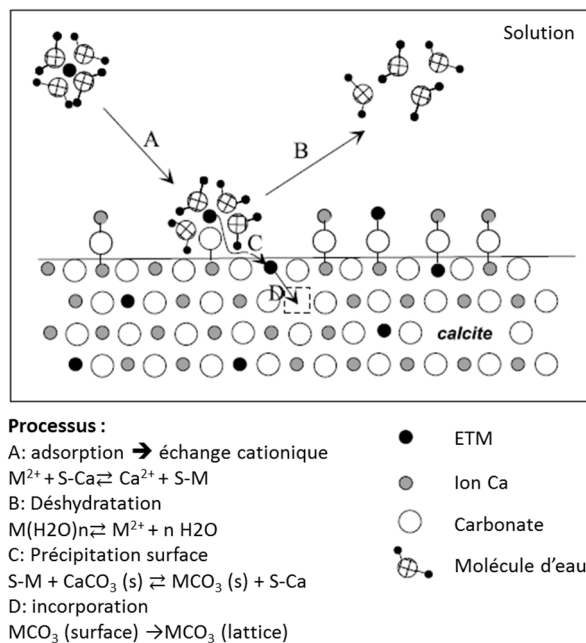 Solution
A
B
C
D
calcite
Processus :
A: adsorption ➔ échange cationique
M²⁺ + S-Ca⇄ Ca²⁺ + S-M
B: Déshydratation
M(H2O)n⇄ M²⁺ + n H2O
C: Précipitation surface
S-M + CaCO₃ (s) ⇄ MCO₃ (s) + S-Ca
D: incorporation
MCO₃ (surface) →MCO₃ (lattice)
ETM
Ion Ca
Carbonate
Molécule d'eau